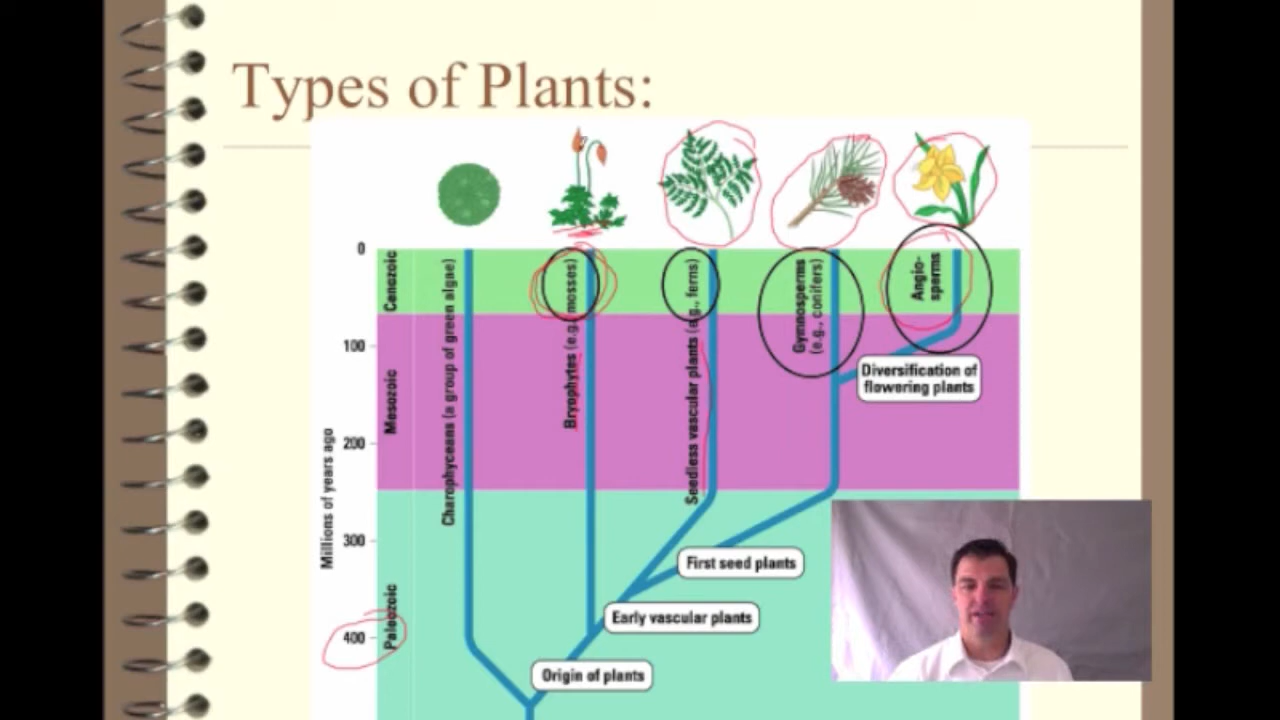 Types of Plants:
0
100
200
300
400
Millions of years ago
Cenozoic
Mesozoic
Paleozoic
Charophyceans (a group of green algae)
Bryophytes (e.g., mosses)
Seedless vascular plants (e.g., ferns)
Gymnosperms
(e.g., conifers)
Angio-
sperms
Diversification of
flowering plants
First seed plants
Early vascular plants
Origin of plants